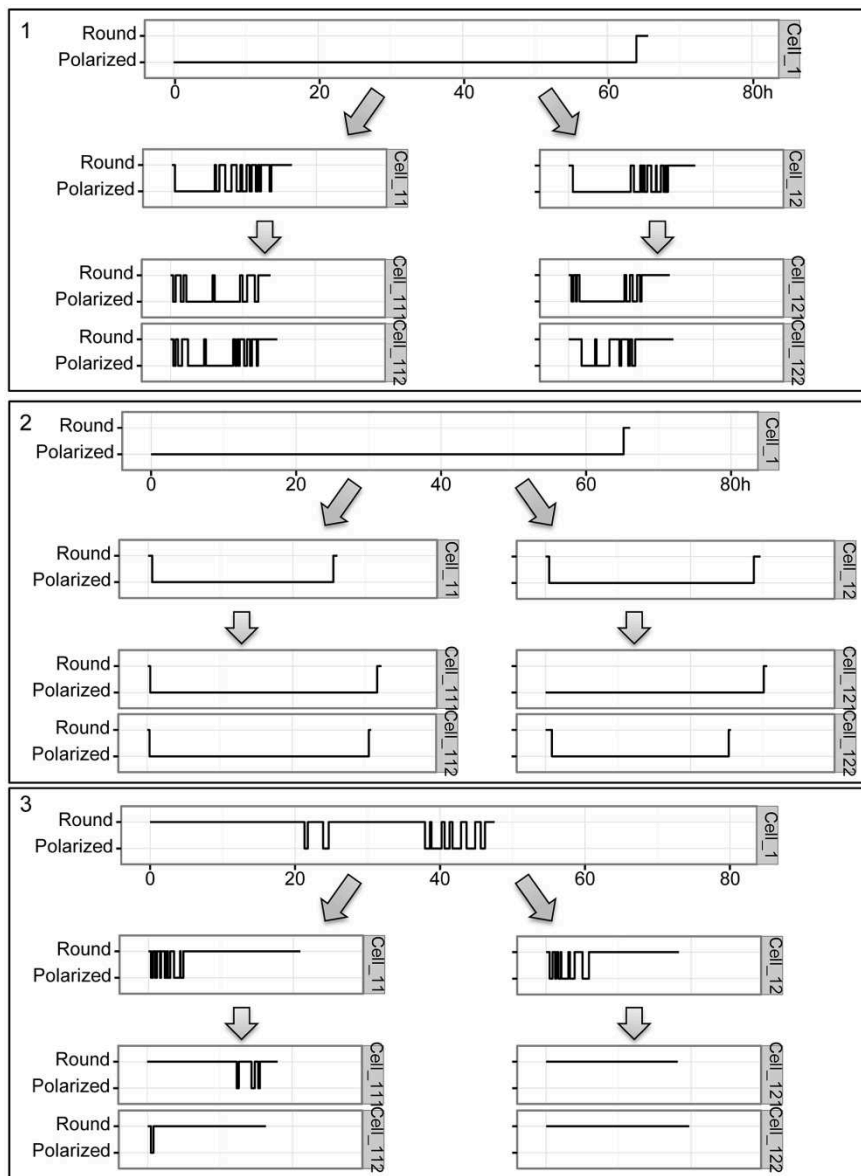 1
Round
Polarized
Cell_1
0 20 40 60 80h
Round
Polarized
Cell_11
Cell_12
Round
Polarized
Cell_111
Cell_121
Round
Polarized
Cell_112
Cell_122
2
Round
Polarized
Cell_1
0 20 40 60 80h
Round
Polarized
Cell_11
Cell_12
Round
Polarized
Cell_111
Cell_121
Round
Polarized
Cell_112
Cell_122
3
Round
Polarized
Cell_1
0 20 40 60 80
Round
Polarized
Cell_11
Cell_12
Round
Polarized
Cell_111
Cell_121
Round
Polarized
Cell_112
Cell_122